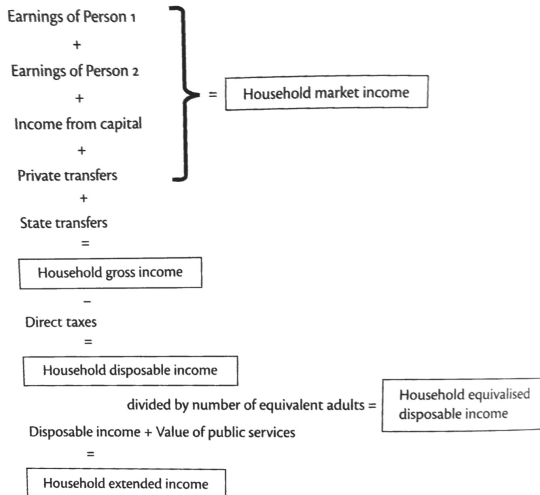 Earnings of Person 1
+
Earnings of Person 2
+
= Household market income
Income from capital
+
Private transfers
+
State transfers
=
Household gross income
–
Direct taxes
=
Household disposable income
divided by number of equivalent adults = Household equivalised
disposable income
Disposable income + Value of public services
=
Household extended income